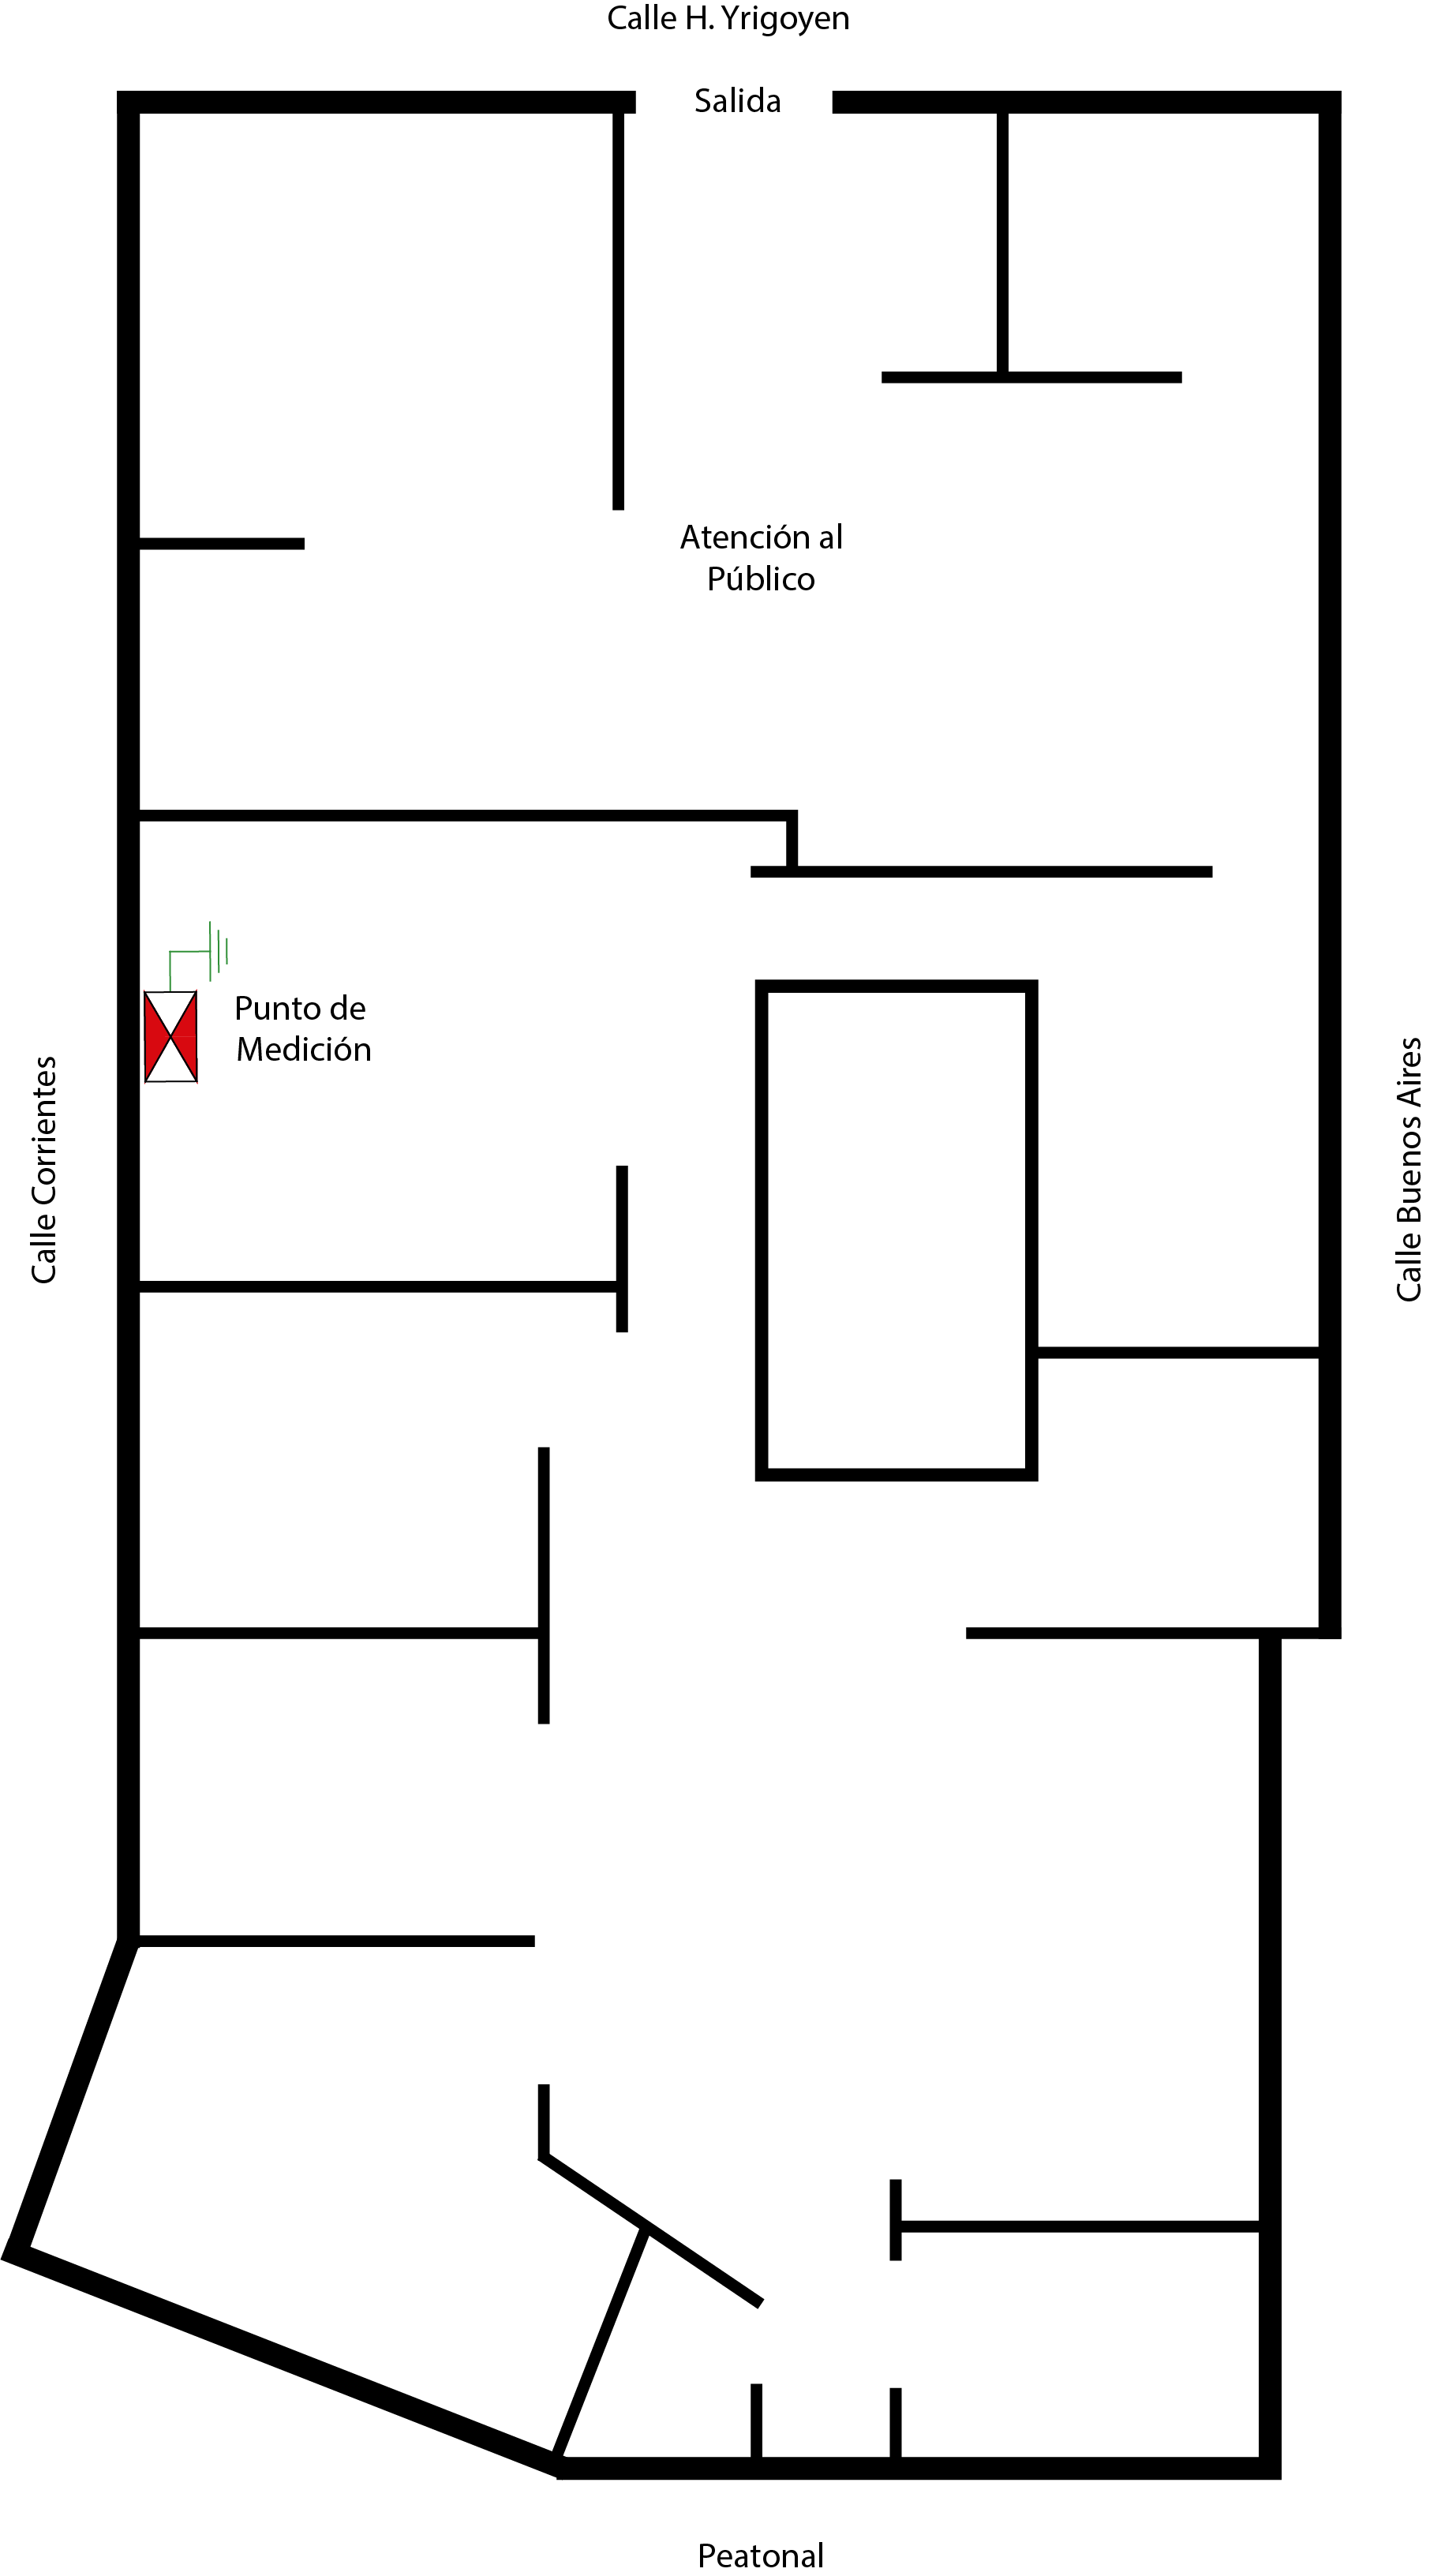 Calle H. Yrigoyen
Salida
Atención al
Público
Punto de
Medición
Calle Corrientes
Calle Buenos Aires
Peatonal